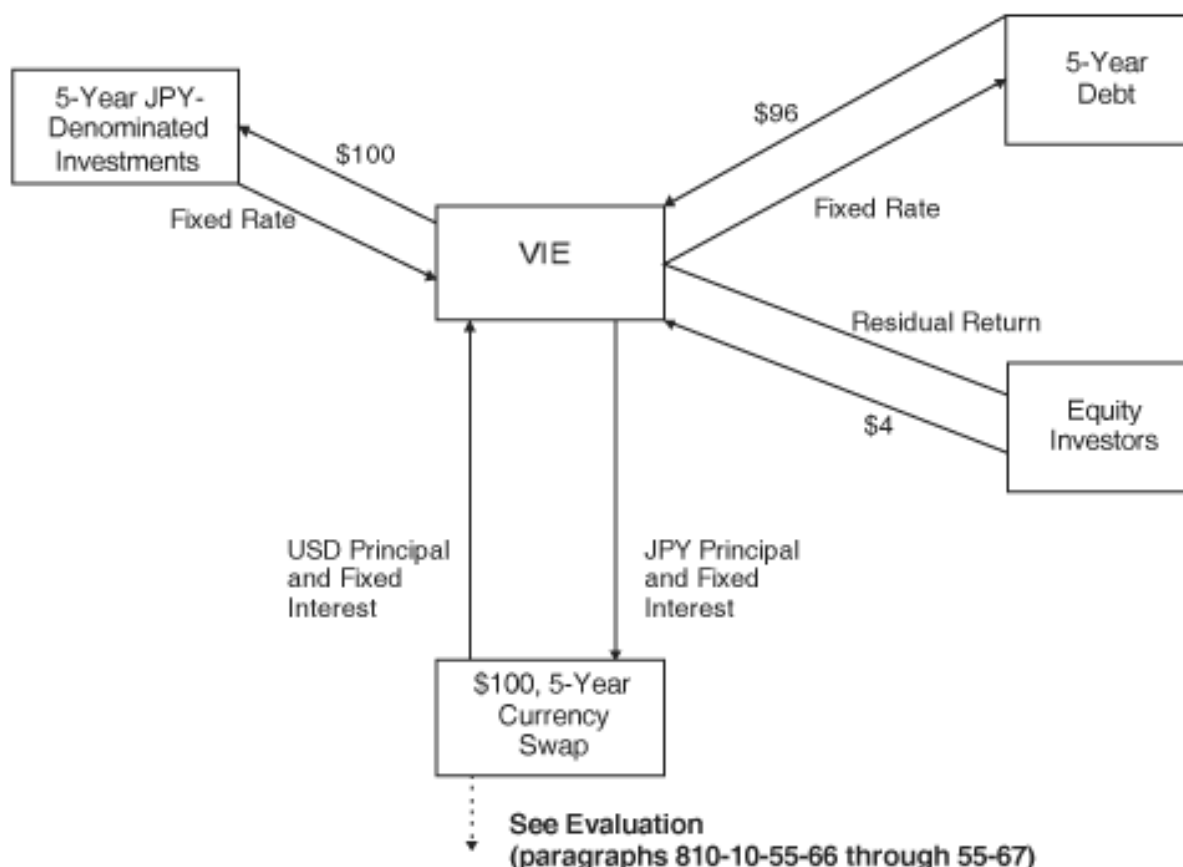 5-Year JPY-
Denominated
Investments
$100
Fixed Rate
5-Year
Debt
$96
Fixed Rate
VIE
Residual Return
$4
Equity
Investors
USD Principal
and Fixed
Interest
JPY Principal
and Fixed
Interest
$100, 5-Year
Currency
Swap
See Evaluation
(paragraphs 810-10-55-66 through 55-67)